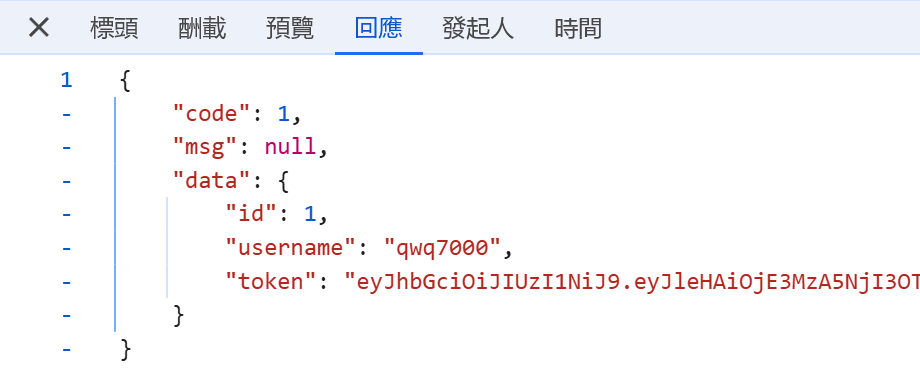 ✕ 標頭 酬載 預覽 回應 發起人 時間
1 {
- "code": 1,
- "msg": null,
- "data": {
- "id": 1,
- "username": "qwq7000",
- "token": "eyJhbGciOiJIUzI1NiJ9.eyJleHAiOjE3MzA5NjI3OT
- }
- }